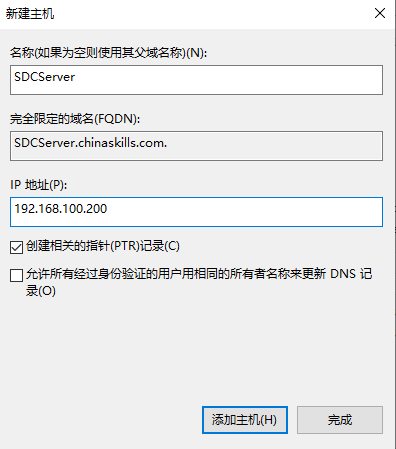 新建主机
名称(如果为空则使用其父域名称)(N):
SDCServer
完全限定的域名(FQDN):
SDCServer.chinaskills.com.
IP 地址(P):
192.168.100.200
创建相关的指针(PTR)记录(C)
允许所有经过身份验证的用户用相同的所有者名称来更新 DNS 记
录(O)
添加主机(H)
完成